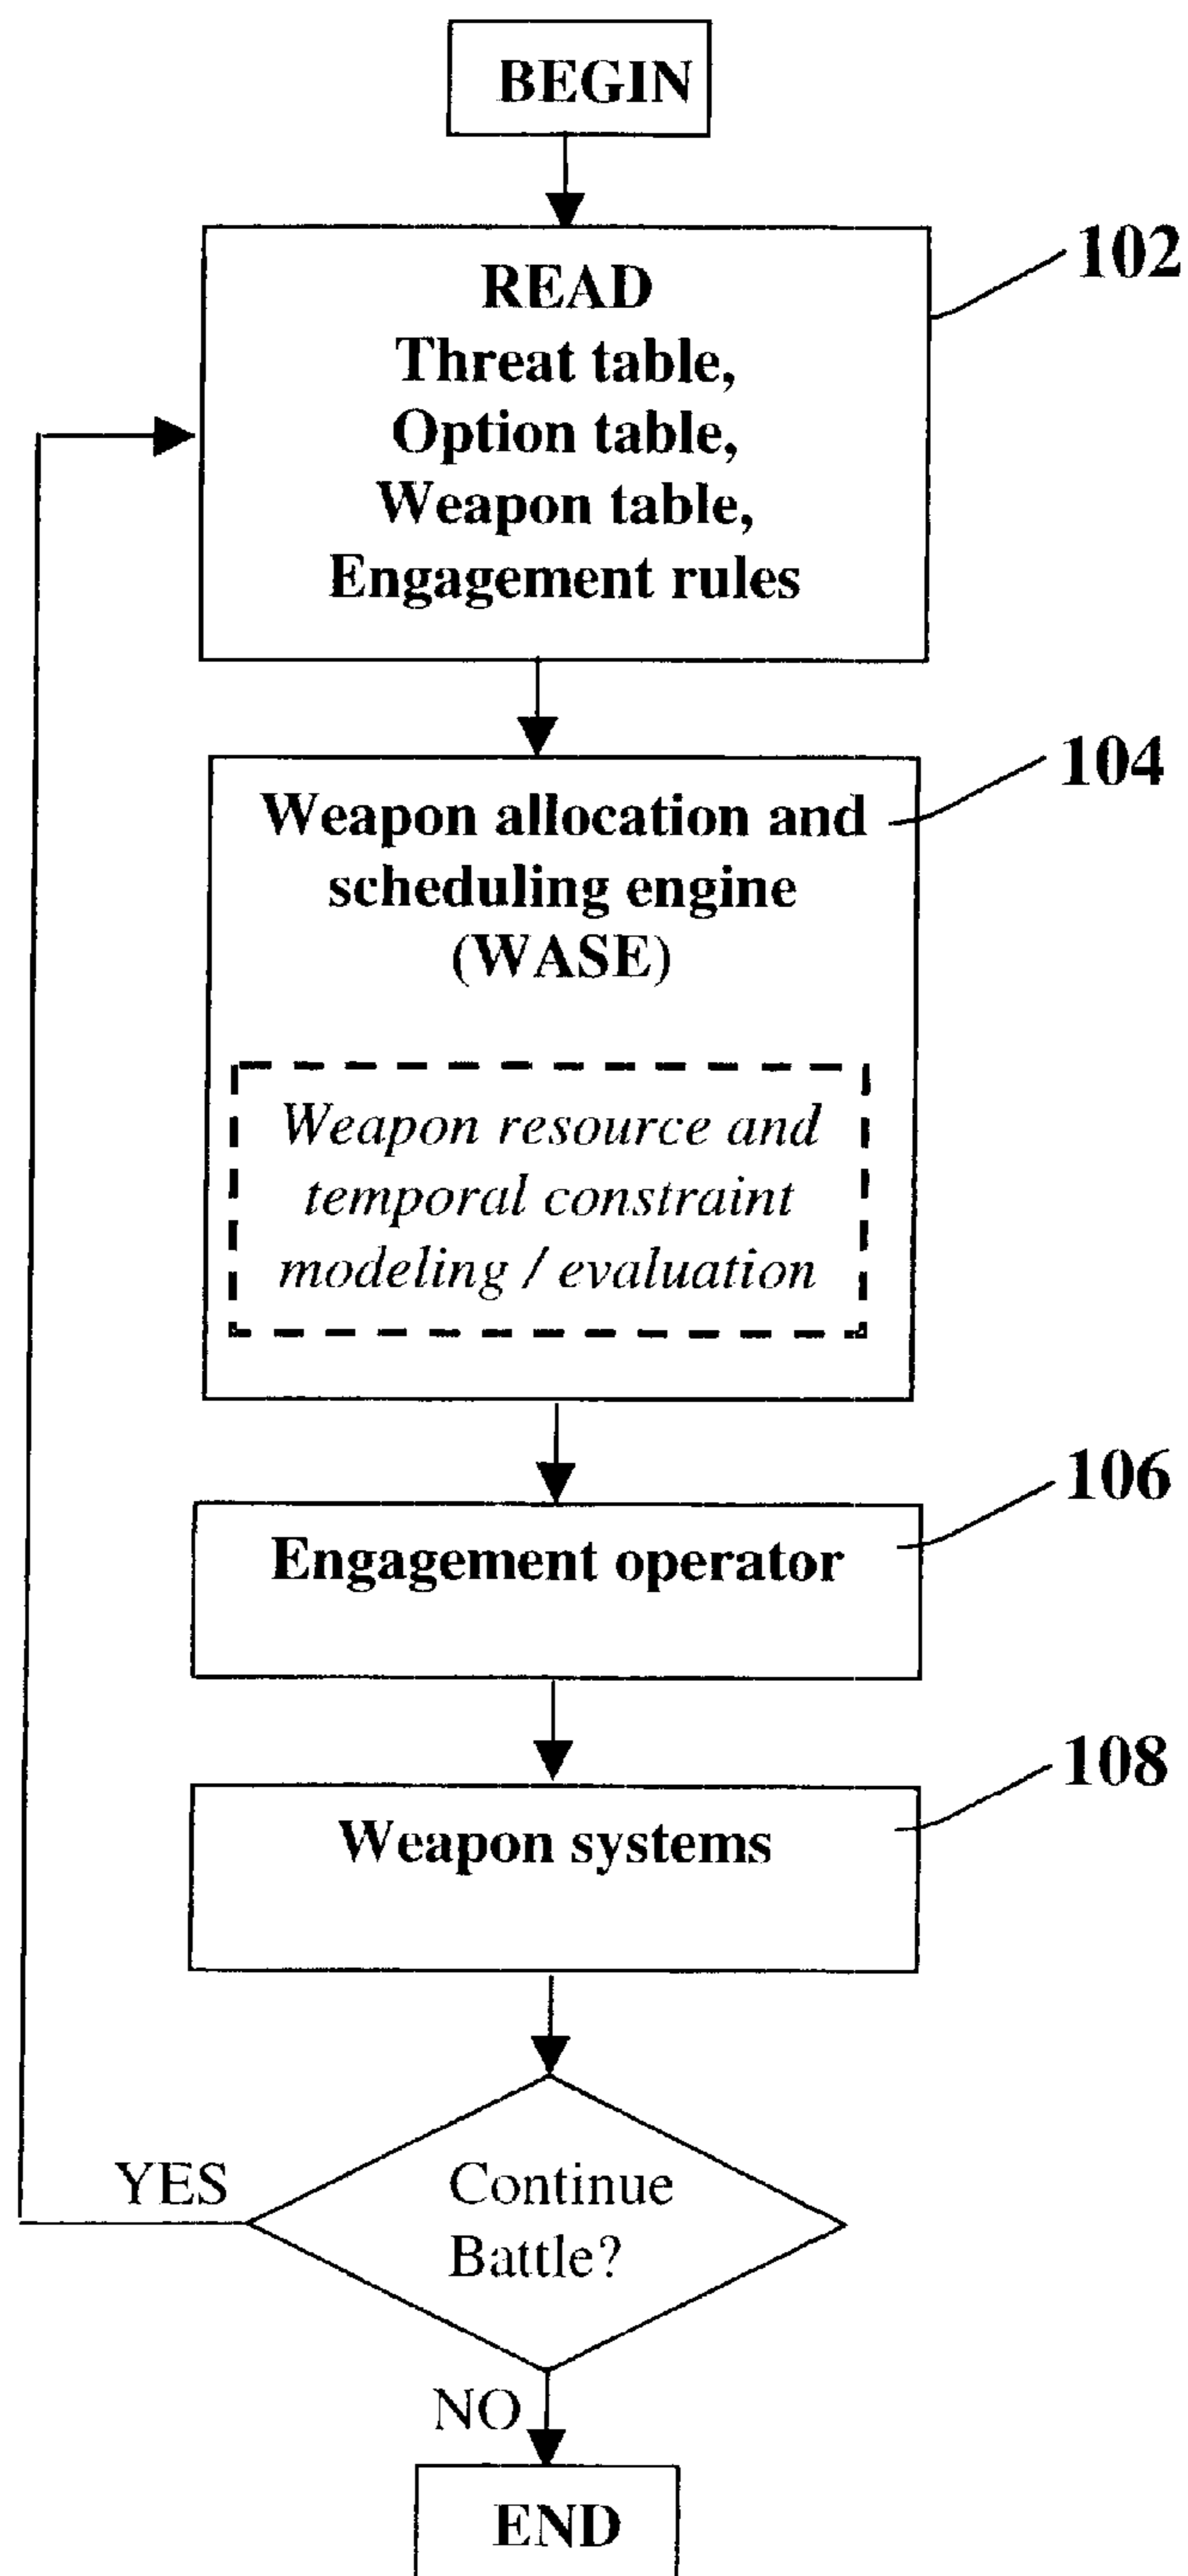 BEGIN
READ
Threat table,
Option table,
Weapon table,
Engagement rules
102
Weapon allocation and
scheduling engine
(WASE)
104
Weapon resource and
temporal constraint
modeling / evaluation
Engagement operator
106
Weapon systems
108
Continue
Battle?
YES
NO
END